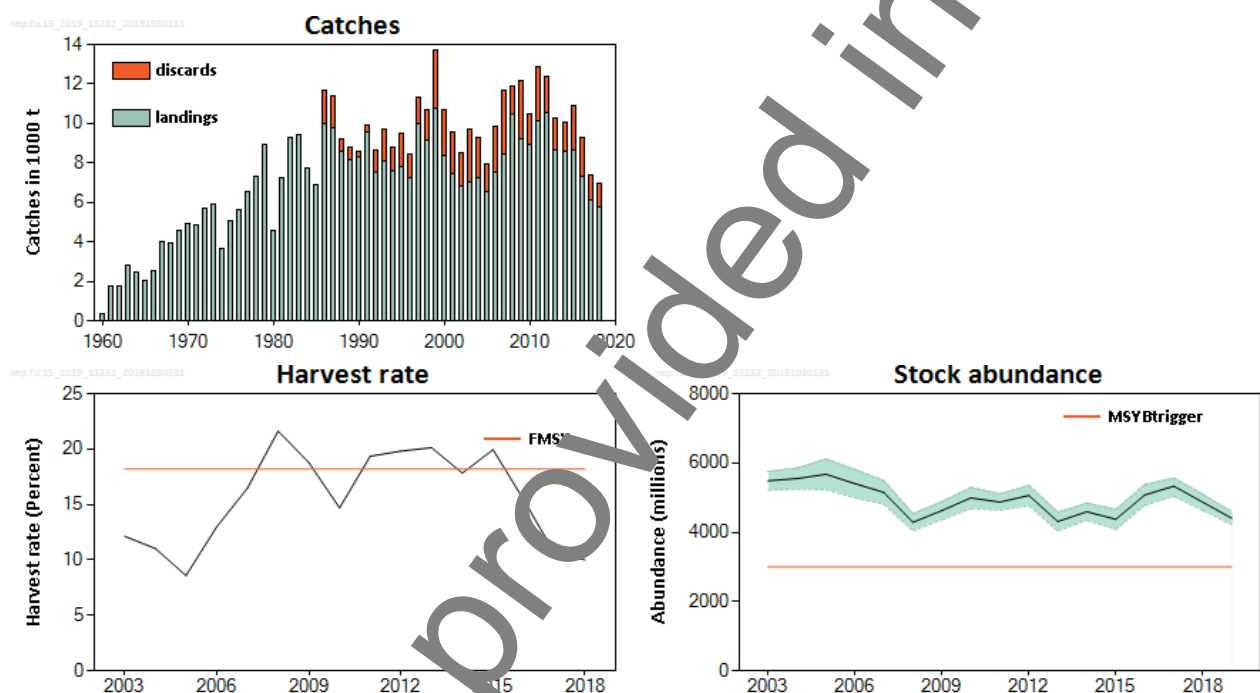 nep.fu.15_2019_13232_20191030131
Catches
Catches in 1000 t
14
12
10
8
6
4
2
0
discards
landings
1960 1970 1980 1990 2000 2010 2020
nep.fu.15_2019_13232_20191030131
Harvest rate
Harvest rate (Percent)
25
20
15
10
5
0
2003 2006 2009 2012 2018
Stock abundance
Abundance (millions)
8000
6000
4000
2000
0
MSYBtrigger
2003 2006 2009 2012 2015 2018
provided in